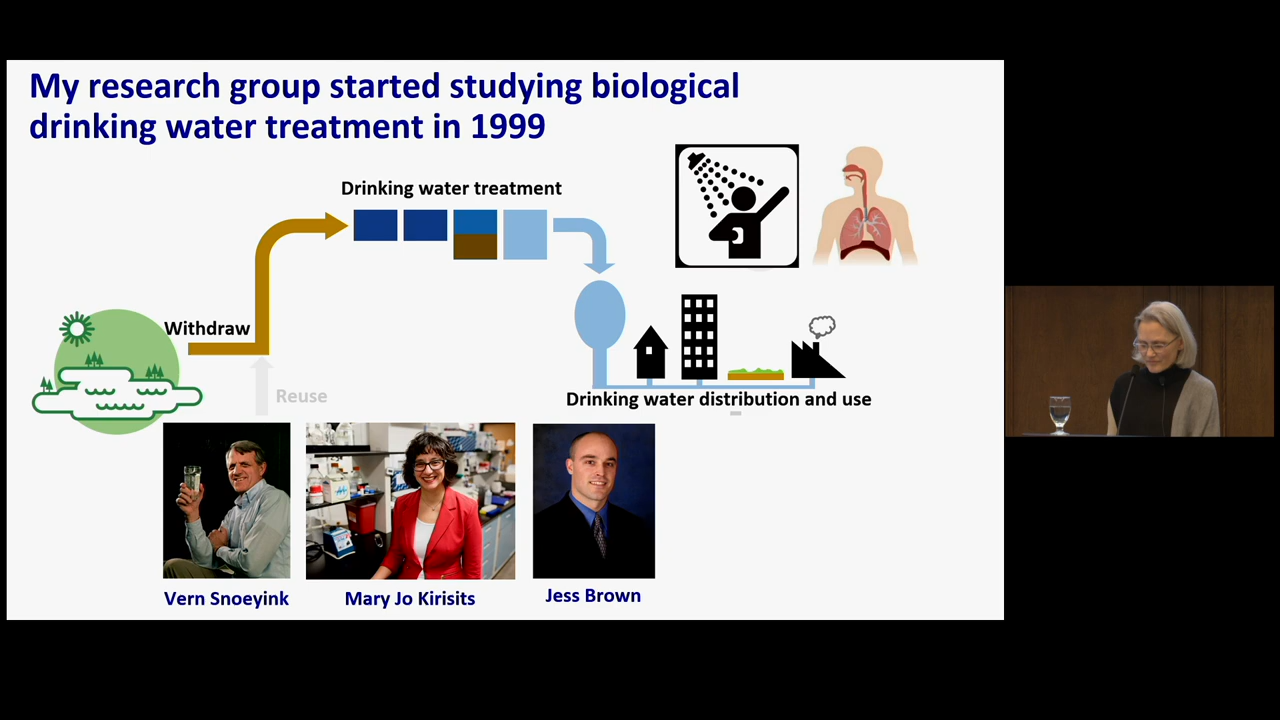 My research group started studying biological
drinking water treatment in 1999
Drinking water treatment
Withdraw
Reuse
Drinking water distribution and use
Vern Snoeyink
Mary Jo Kirisits
Jess Brown